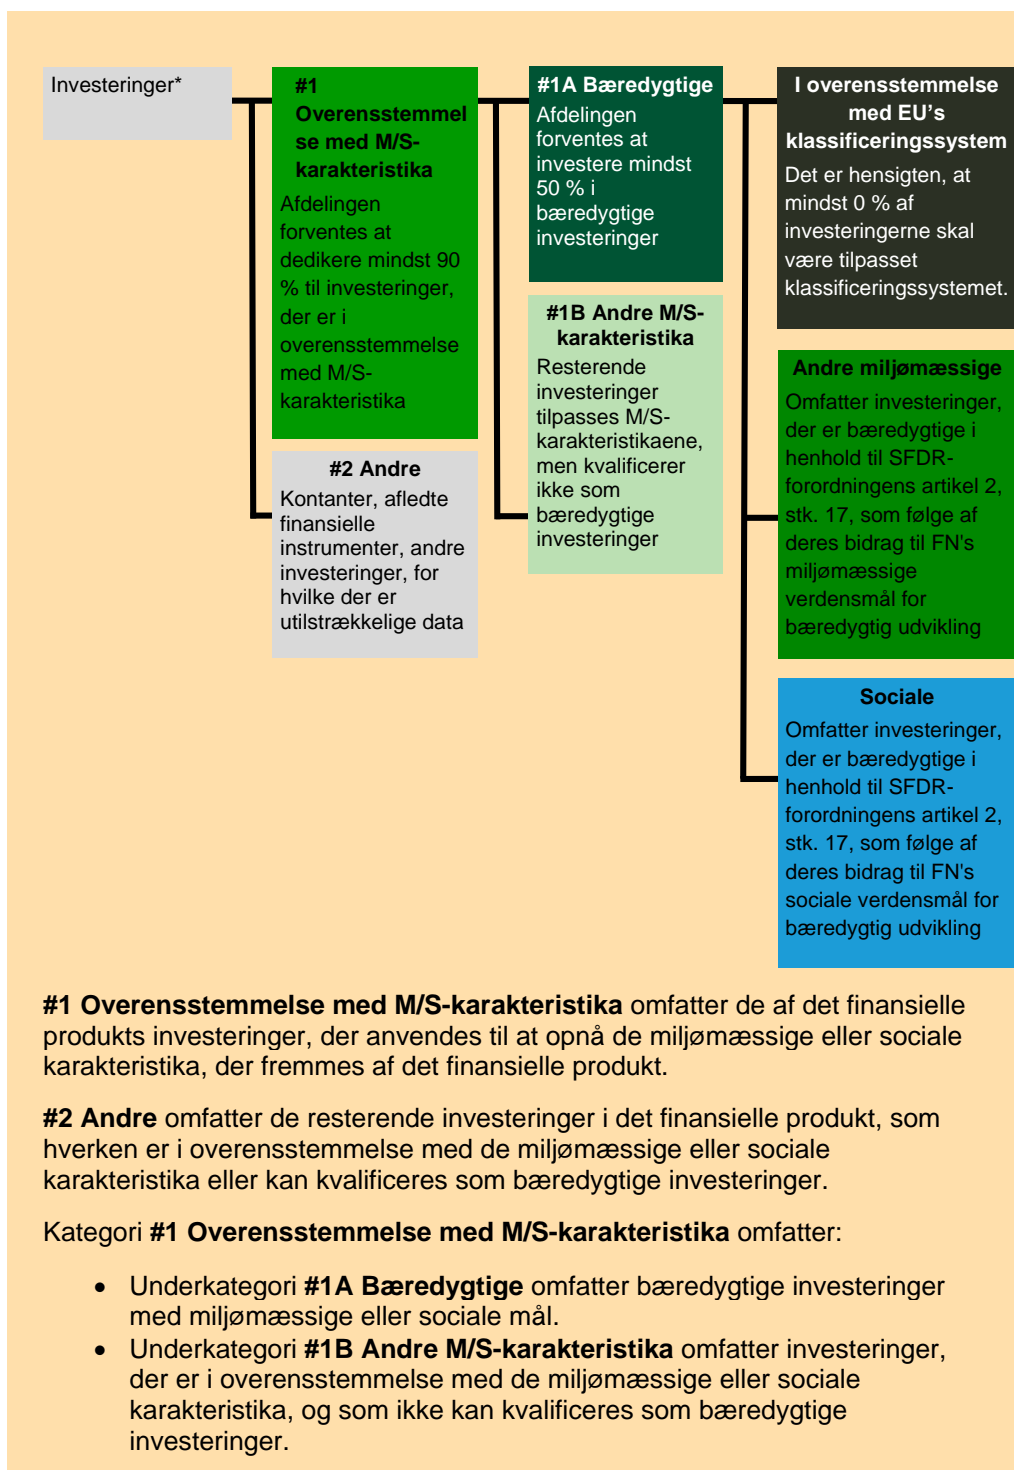 Investeringer*
#1
Overensstemmel
se med M/S-
karakteristika
Afdelingen
forventes at
dedikere mindst 90
% til investeringer,
der er i
overensstemmelse
med M/S-
karakteristika
#2 Andre
Kontanter, afledte
finansielle
instrumenter, andre
investeringer, for
hvilke der er
utilstrækkelige data
#1A Bæredygtige
Afdelingen
forventes at
investere mindst
50 % i
bæredygtige
investeringer
#1B Andre M/S-
karakteristika
Resterende
investeringer
tilpasses M/S-
karakteristikaene,
men kvalificerer
ikke som
bæredygtige
investeringer
I overensstemmelse
med EU's
klassificeringssystem
Det er hensigten, at
mindst 0 % af
investeringerne skal
være tilpasset
klassificeringssystemet.
Andre miljømæssige
Omfatter investeringer,
der er bæredygtige i
henhold til SFDR-
forordningens artikel 2,
stk. 17, som følge af
deres bidrag til FN's
miljømæssige
verdensmål for
bæredygtig udvikling
Sociale
Omfatter investeringer,
der er bæredygtige i
henhold til SFDR-
forordningens artikel 2,
stk. 17, som følge af
deres bidrag til FN's
sociale verdensmål for
bæredygtig udvikling
#1 Overensstemmelse med M/S-karakteristika omfatter de af det finansielle
produkts investeringer, der anvendes til at opnå de miljømæssige eller sociale
karakteristika, der fremmes af det finansielle produkt.
#2 Andre omfatter de resterende investeringer i det finansielle produkt, som
hverken er i overensstemmelse med de miljømæssige eller sociale
karakteristika eller kan kvalificeres som bæredygtige investeringer.
Kategori #1 Overensstemmelse med M/S-karakteristika omfatter:
• Underkategori #1A Bæredygtige omfatter bæredygtige investeringer
med miljømæssige eller sociale mål.
• Underkategori #1B Andre M/S-karakteristika omfatter investeringer,
der er i overensstemmelse med de miljømæssige eller sociale
karakteristika, og som ikke kan kvalificeres som bæredygtige
investeringer.